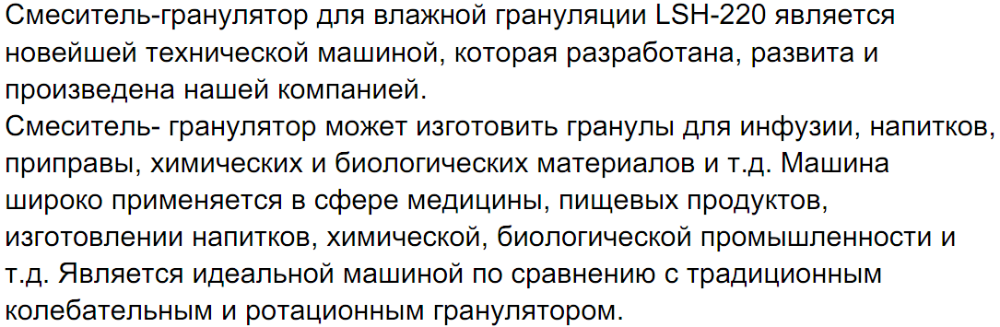 Смеситель-гранулятор для влажной грануляции LSH-220 является
новейшей технической машиной, которая разработана, развита и
произведена нашей компанией.
Смеситель- гранулятор может изготовить гранулы для инфузии, напитков,
приправы, химических и биологических материалов и т.д. Машина
широко применяется в сфере медицины, пищевых продуктов,
изготовлении напитков, химической, биологической промышленности и
т.д. Является идеальной машиной по сравнению с традиционным
колебательным и ротационным гранулятором.